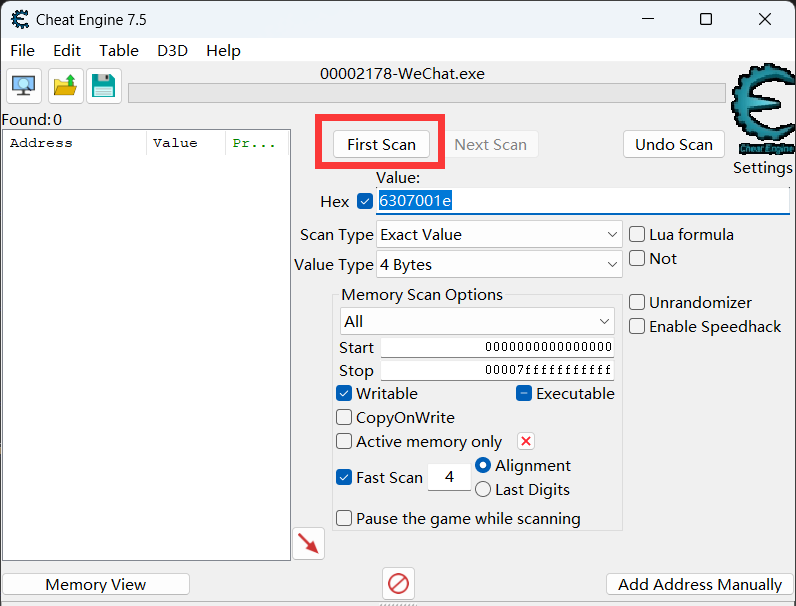 Cheat Engine 7.5
File Edit Table D3D Help
00002178-WeChat.exe
Found:0
Address Value Pr...
First Scan Next Scan Undo Scan
Cheat Engine
Settings
Value:
Hex 6307001e
Scan Type Exact Value Lua formula
Value Type 4 Bytes Not
Memory Scan Options
All Unrandomizer
Enable Speedhack
Start 0000000000000000
Stop 00007fffffffffff
Writable Executable
CopyOnWrite
Active memory only
Fast Scan 4 Alignment
Last Digits
Pause the game while scanning
Memory View Add Address Manually